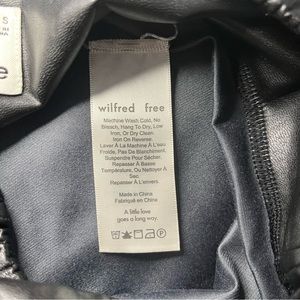 S
e
wilfred free
Machine Wash Cold, No
Bleach, Hang To Dry, Low
Iron, Or Dry Clean.
Iron On Reverse.
Laver À La Machine À L'eau
Froide, Pas De Blanchiment,
Suspendre Pour Sécher.
Repasser À Basse
Température, Ou Nettoyer À
Sec.
Repasser À L'envers.
Made in China
Fabriqué en China
A little love
goes a long way.